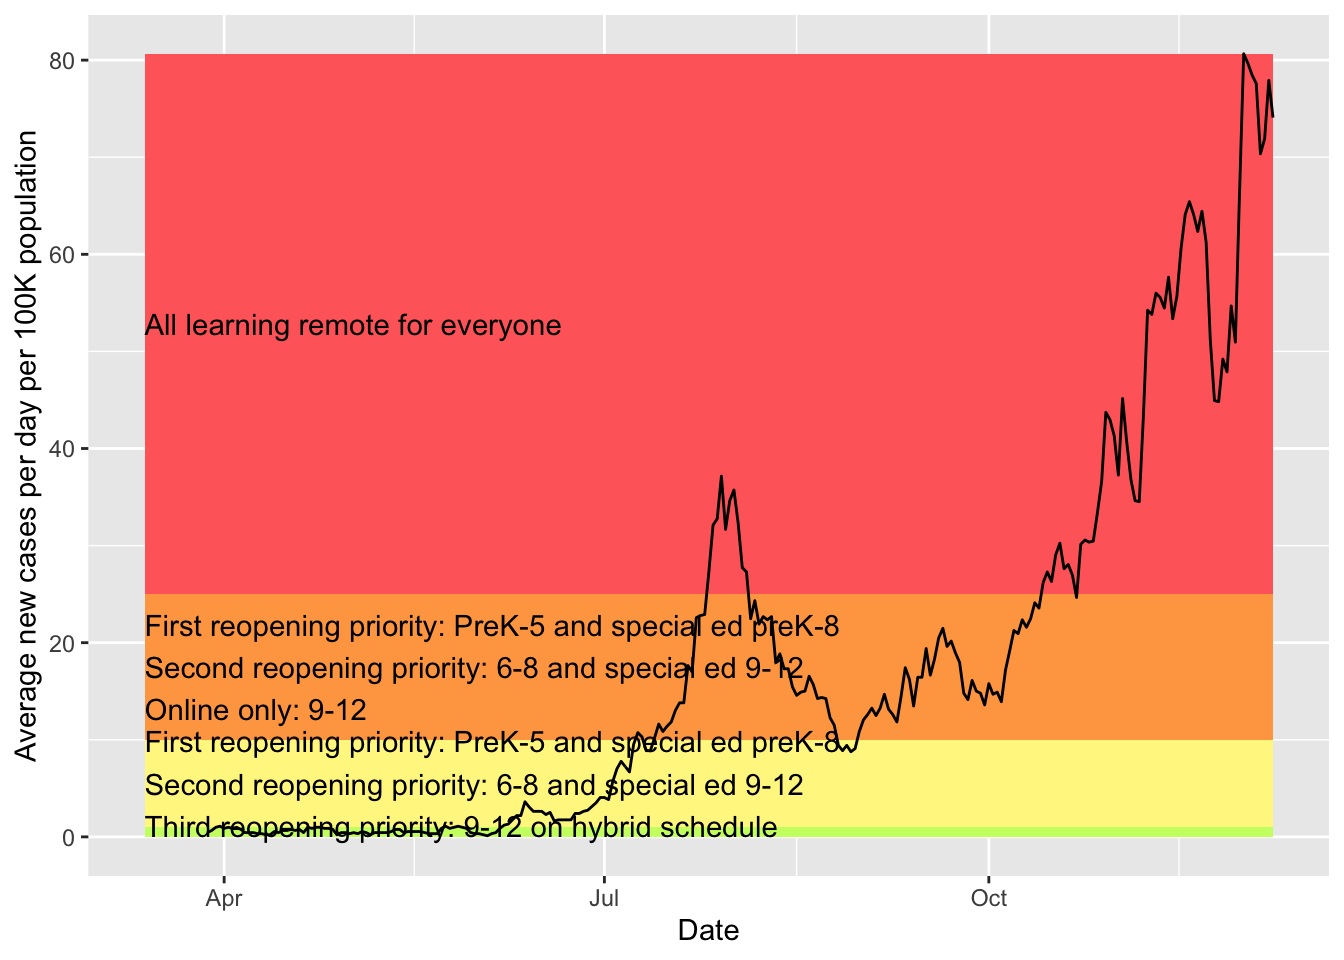 Average new cases per day per 100K population
80
60
40
20
0
All learning remote for everyone
First reopening priority: PreK-5 and special ed preK-8
Second reopening priority: 6-8 and special ed 9-12
Online only: 9-12
First reopening priority: PreK-5 and special ed preK-8
Second reopening priority: 6-8 and special ed 9-12
Third reopening priority: 9-12 on hybrid schedule
Apr
Jul
Oct
Date